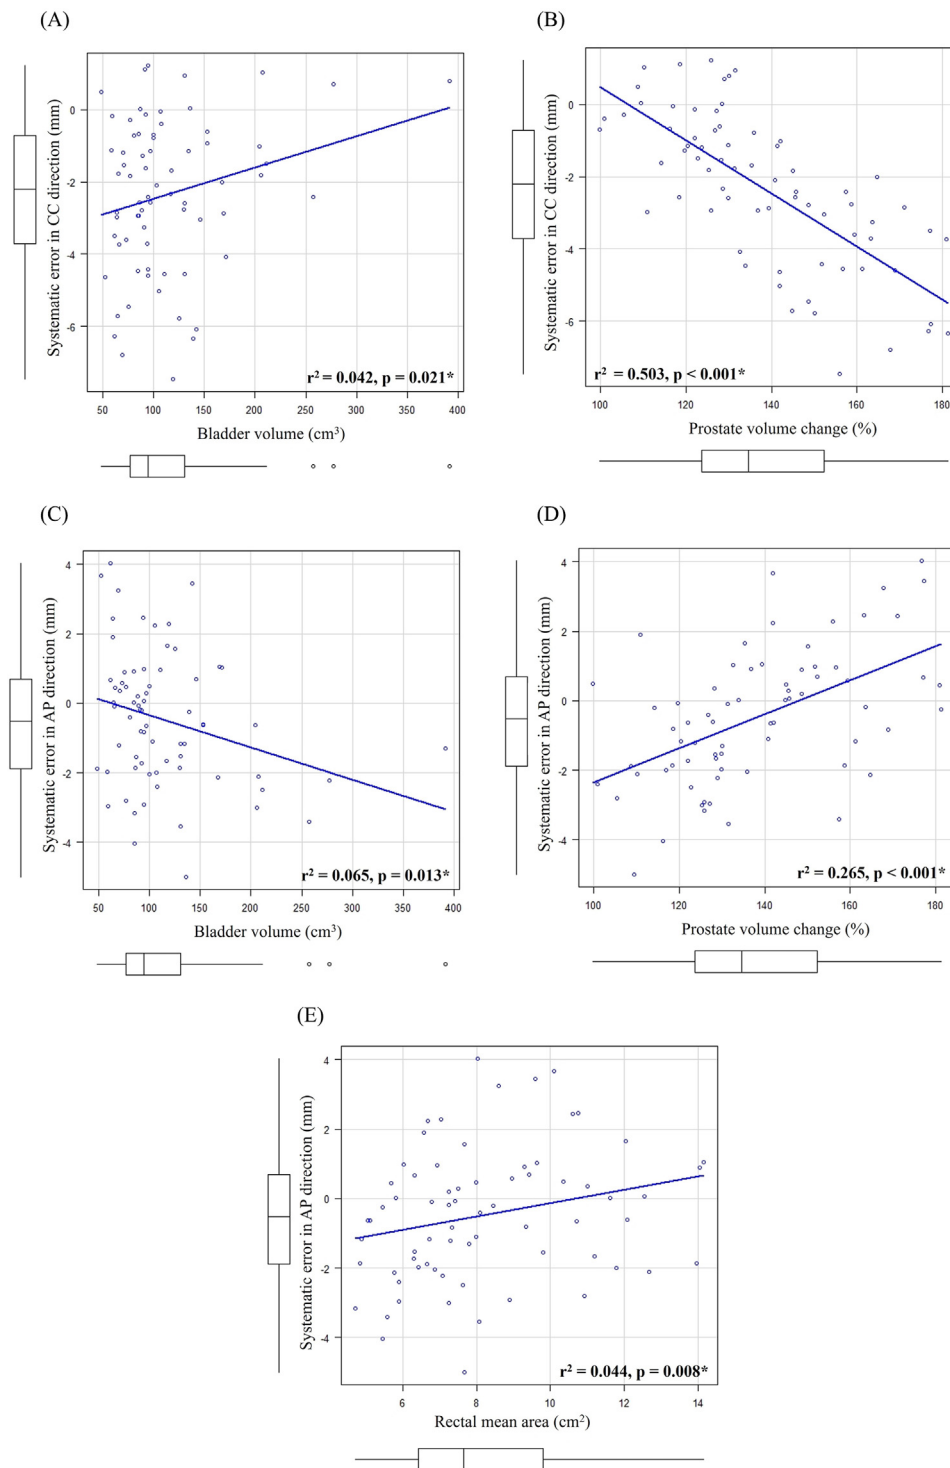 (A)
Systematic error in CC direction (mm)
0
-2
-4
-6
r² = 0.042, p = 0.021*
50 100 150 200 250 300 350 400
Bladder volume (cm³)
(B)
Systematic error in CC direction (mm)
0
-2
-4
-6
r² = 0.503, p < 0.001*
100 120 140 160 180
Prostate volume change (%)
(C)
Systematic error in AP direction (mm)
4
2
0
-2
-4
r² = 0.065, p = 0.013*
50 100 150 200 250 300 350 400
Bladder volume (cm³)
(D)
Systematic error in AP direction (mm)
4
2
0
-2
-4
r² = 0.265, p < 0.001*
100 120 140 160 180
Prostate volume change (%)
(E)
Systematic error in AP direction (mm)
4
2
0
-2
-4
r² = 0.044, p = 0.008*
6 8 10 12 14
Rectal mean area (cm²)